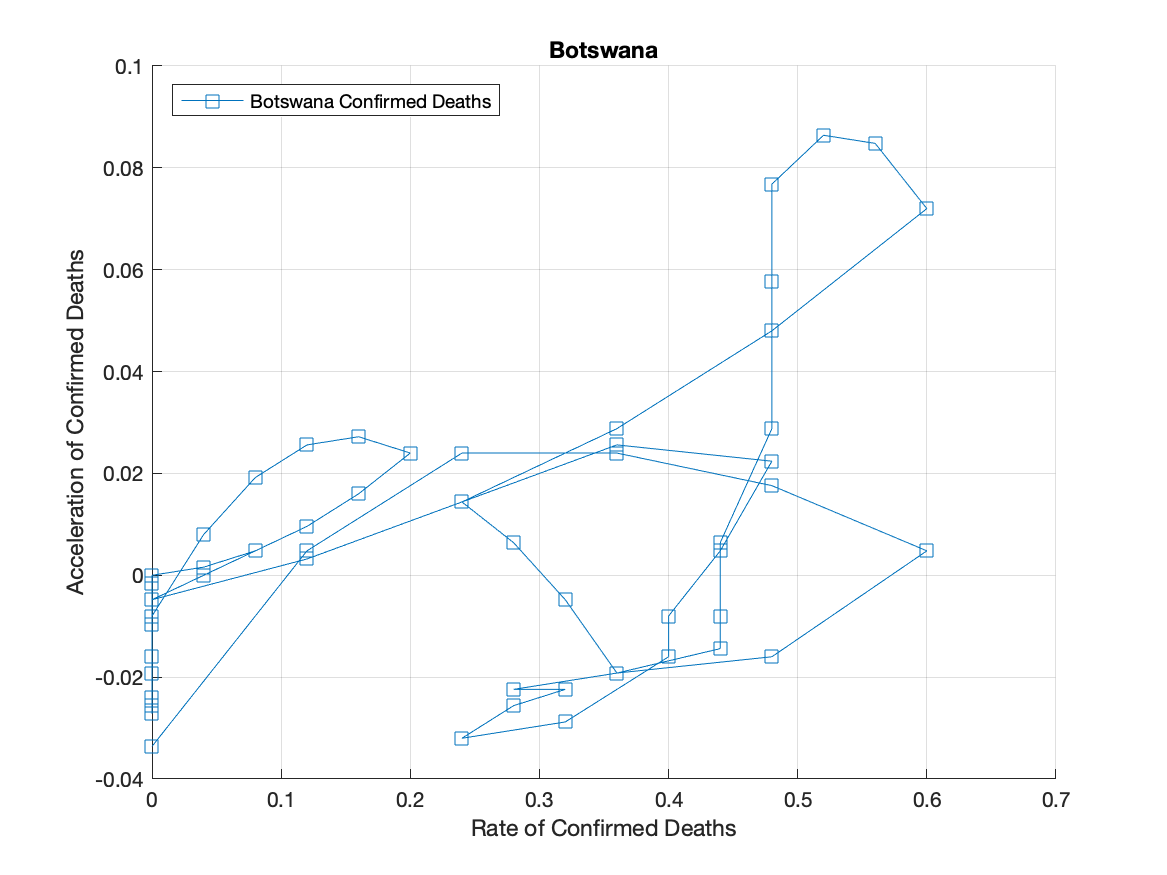 Botswana
0.1
Botswana Confirmed Deaths
0.08
0.06
0.04
0.02
0
-0.02
-0.04
Acceleration of Confirmed Deaths
0 0.1 0.2 0.3 0.4 0.5 0.6 0.7
Rate of Confirmed Deaths